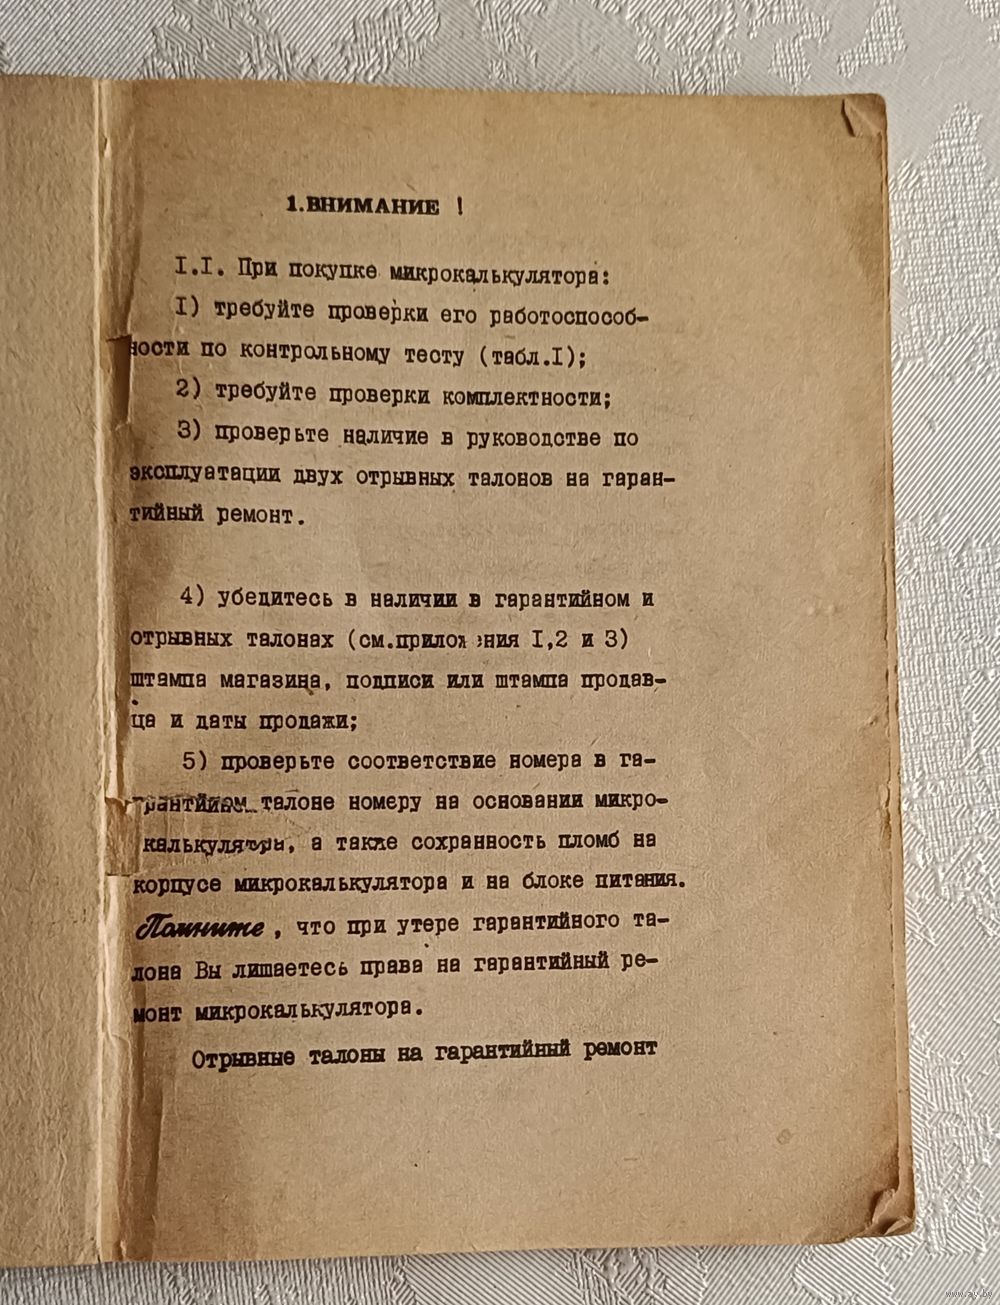 1.ВНИМАНИЕ !
I.I. При покупке микрокалькулятора:
I) требуйте проверки его работоспособ-
ности по контрольному тесту (табл.I);
2) требуйте проверки комплектности;
3) проверьте наличие в руководстве по
эксплуатации двух отрывных талонов на гаран-
тийный ремонт.
4) убедитесь в наличии в гарантийном и
отрывных талонах (см.приложения I,2 и 3)
штампа магазина, подписи или штампа продав-
ца и даты продажи;
5) проверьте соответствие номера в га-
рантийном талоне номеру на основании микро-
калькулятора, а также сохранность пломб на
корпусе микрокалькулятора и на блоке питания.
Помните, что при утере гарантийного та-
лона Вы лишаетесь права на гарантийный ре-
монт микрокалькулятора.
Отрывные талоны на гарантийный ремонт
www.ay.by